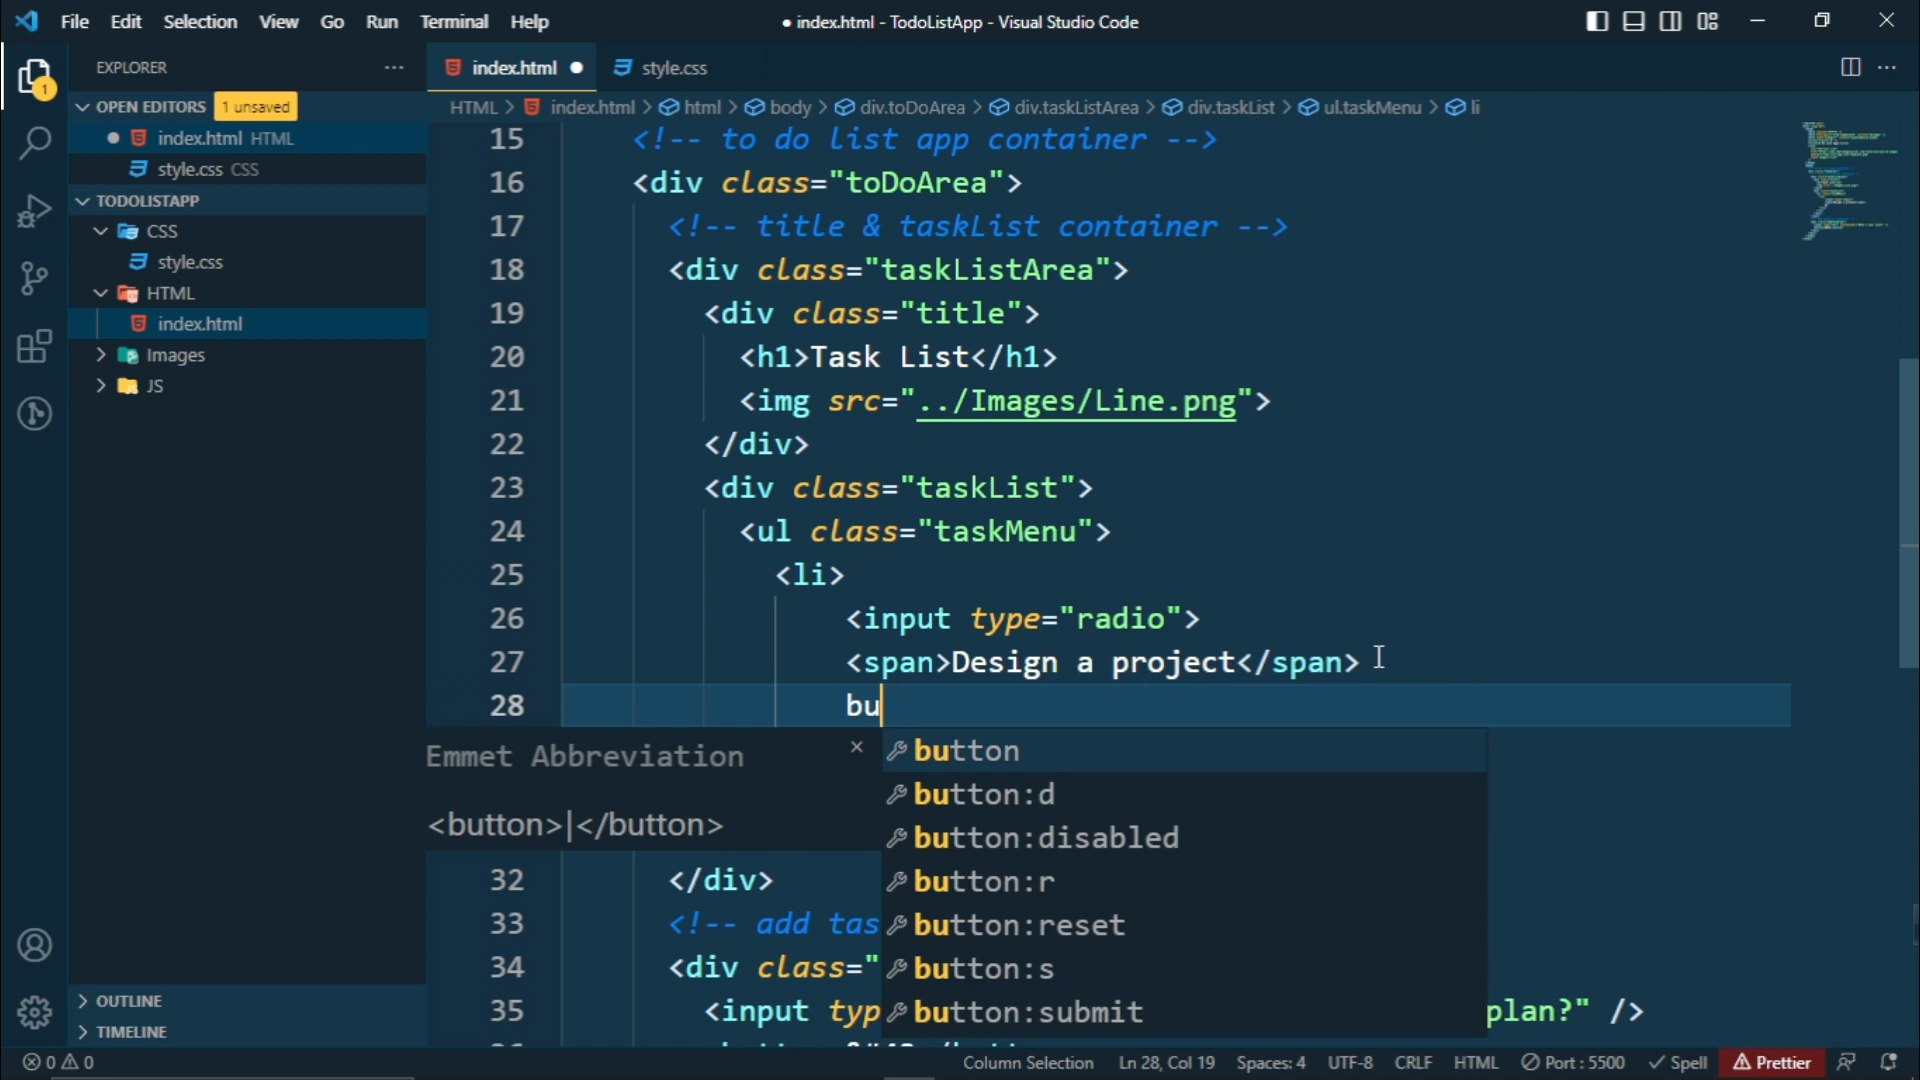 File Edit Selection View Go Run Terminal Help
● index.html - TodoListApp - Visual Studio Code
EXPLORER
index.html
style.css
OPEN EDITORS 1 unsaved
HTML > index.html > html > body > div.toDoArea > div.taskListArea > div.taskList > ul.taskMenu > li
index.html HTML
style.css CSS
TODOLISTAPP
CSS
style.css
HTML
index.html
Images
JS
OUTLINE
TIMELINE
1
15 <!-- to do list app container -->
16 <div class="toDoArea">
17 <!-- title & taskList container -->
18 <div class="taskListArea">
19 <div class="title">
20 <h1>Task List</h1>
21 <img src="../Images/Line.png">
22 </div>
23 <div class="taskList">
24 <ul class="taskMenu">
25 <li>
26 <input type="radio">
27 <span>Design a project</span>
28 bu
Emmet Abbreviation
<button>|</button>
button
button:d
button:disabled
button:r
button:reset
button:s
button:submit
32 </div>
33 <!-- add tas
34 <div class="
35 <input typ plan?" />
0 0 Column Selection Ln 28, Col 19 Spaces: 4 UTF-8 CRLF HTML Port : 5500 Spell Prettier